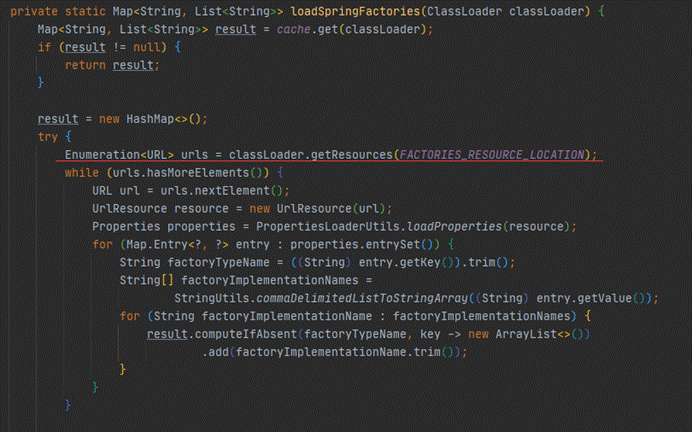 private static Map<String, List<String>> loadSpringFactories(ClassLoader classLoader) {
Map<String, List<String>> result = cache.get(classLoader);
if (result != null) {
return result;
}
result = new HashMap<>();
try {
Enumeration<URL> urls = classLoader.getResources(FACTORIES_RESOURCE_LOCATION);
while (urls.hasMoreElements()) {
URL url = urls.nextElement();
UrlResource resource = new UrlResource(url);
Properties properties = PropertiesLoaderUtils.loadProperties(resource);
for (Map.Entry<?, ?> entry : properties.entrySet()) {
String factoryTypeName = ((String) entry.getKey()).trim();
String[] factoryImplementationNames =
StringUtils.commaDelimitedListToStringArray((String) entry.getValue());
for (String factoryImplementationName : factoryImplementationNames) {
result.computeIfAbsent(factoryTypeName, key -> new ArrayList<>())
.add(factoryImplementationName.trim());
}
}
}